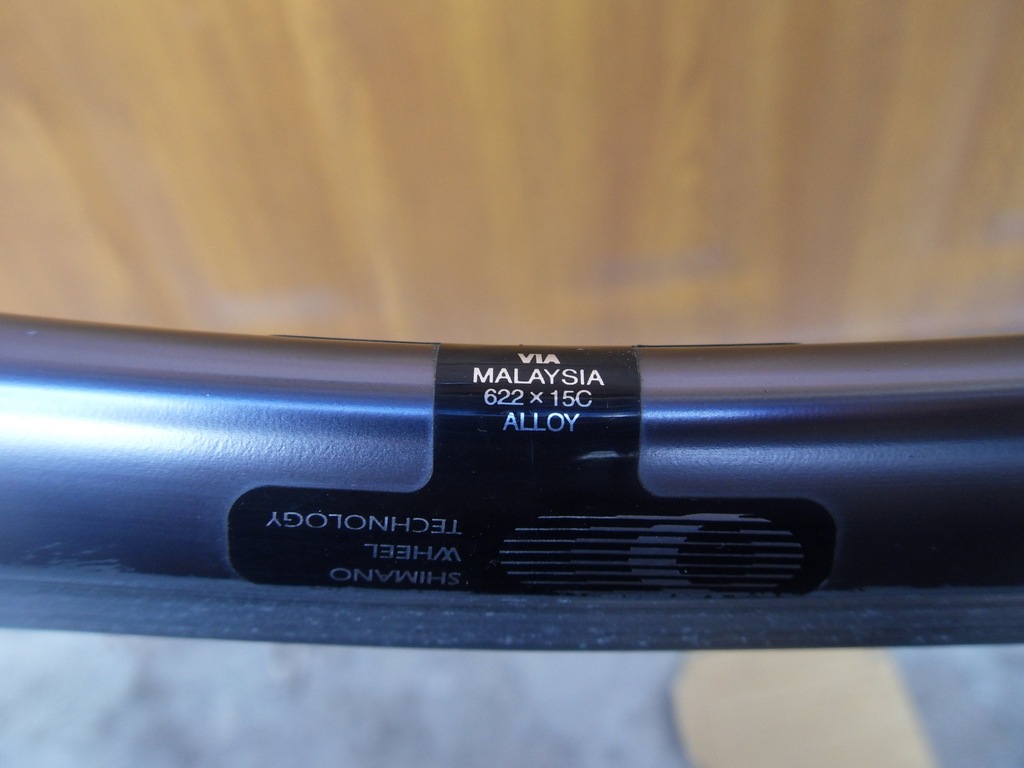 VIA
MALAYSIA
622 × 15C
ALLOY
SHIMANO
WHEEL
TECHNOLOGY